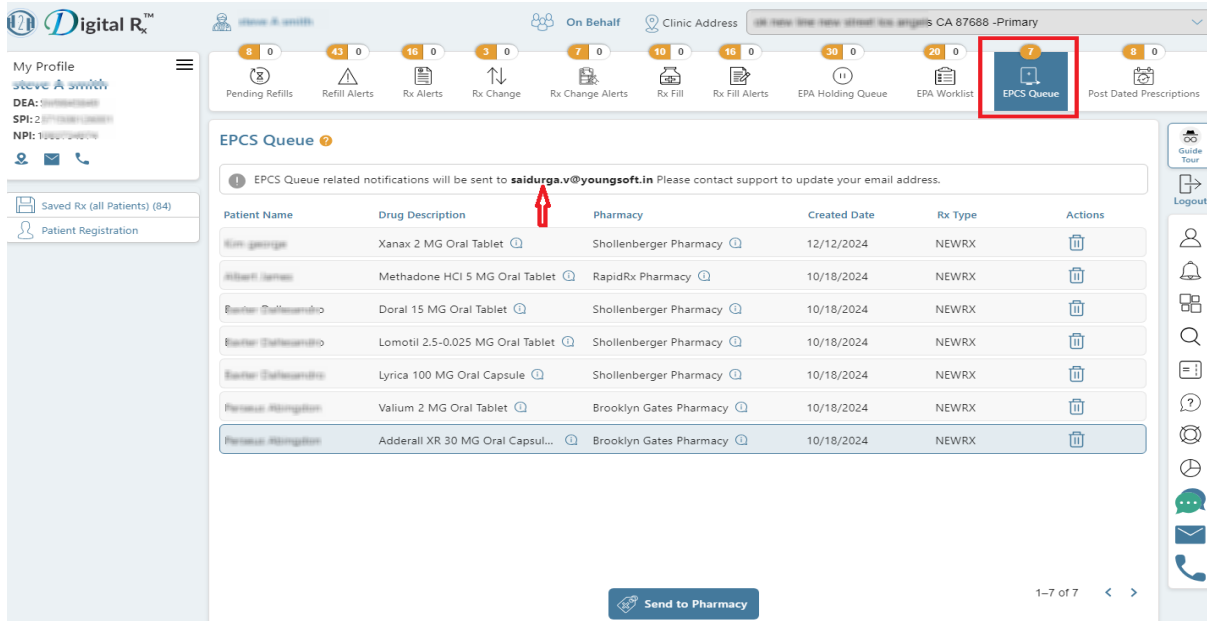 H2H Digital Rx™
On Behalf
Clinic Address
CA 87688 -Primary
My Profile
steve A smith
DEA:
SPI: 2
NPI: 1
Saved Rx (all Patients) (84)
Patient Registration
8 0
Pending Refills
43 0
Refill Alerts
16 0
Rx Alerts
3 0
Rx Change
7 0
Rx Change Alerts
10 0
Rx Fill
16 0
Rx Fill Alerts
30 0
EPA Holding Queue
20 0
EPA Worklist
7
EPCS Queue
8 0
Post Dated Prescriptions
EPCS Queue ?
EPCS Queue related notifications will be sent to saidurga.v@youngsoft.in Please contact support to update your email address.
Patient Name Drug Description Pharmacy Created Date Rx Type Actions
Xanax 2 MG Oral Tablet Shollenberger Pharmacy 12/12/2024 NEWRX
Methadone HCl 5 MG Oral Tablet RapidRx Pharmacy 10/18/2024 NEWRX
Doral 15 MG Oral Tablet Shollenberger Pharmacy 10/18/2024 NEWRX
Lomotil 2.5-0.025 MG Oral Tablet Shollenberger Pharmacy 10/18/2024 NEWRX
Lyrica 100 MG Oral Capsule Shollenberger Pharmacy 10/18/2024 NEWRX
Valium 2 MG Oral Tablet Brooklyn Gates Pharmacy 10/18/2024 NEWRX
Adderall XR 30 MG Oral Capsul... Brooklyn Gates Pharmacy 10/18/2024 NEWRX
1–7 of 7 < >
Send to Pharmacy
Guide
Tour
Logout